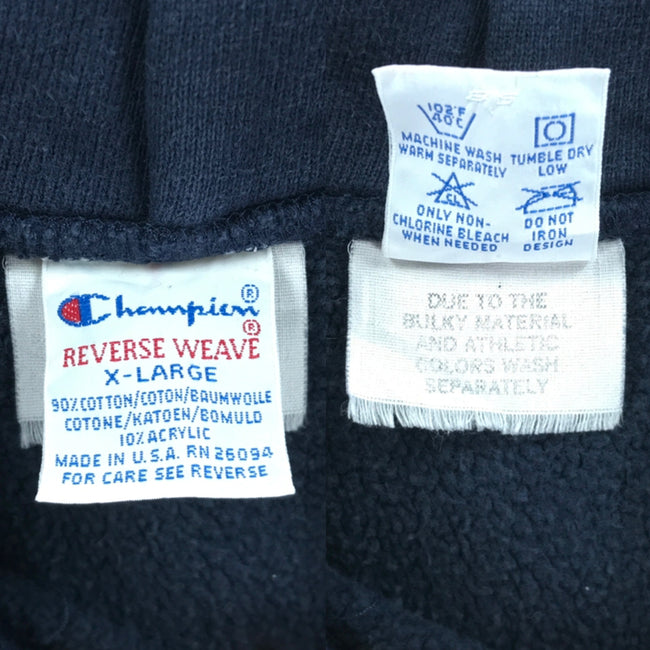 Champion®
REVERSE WEAVE®
X-LARGE
90% COTTON/COTON/BAUMWOLLE
COTONE/KATOEN/BOMULD
10% ACRYLIC
MADE IN U.S.A. RN 26094
FOR CARE SEE REVERSE
102°F
40°C
MACHINE WASH
WARM SEPARATELY
TUMBLE DRY
LOW
CL
ONLY NON-
CHLORINE BLEACH
WHEN NEEDED
DO NOT
IRON
DESIGN
DUE TO THE
BULKY MATERIAL
AND ATHLETIC
COLORS WASH
SEPARATELY